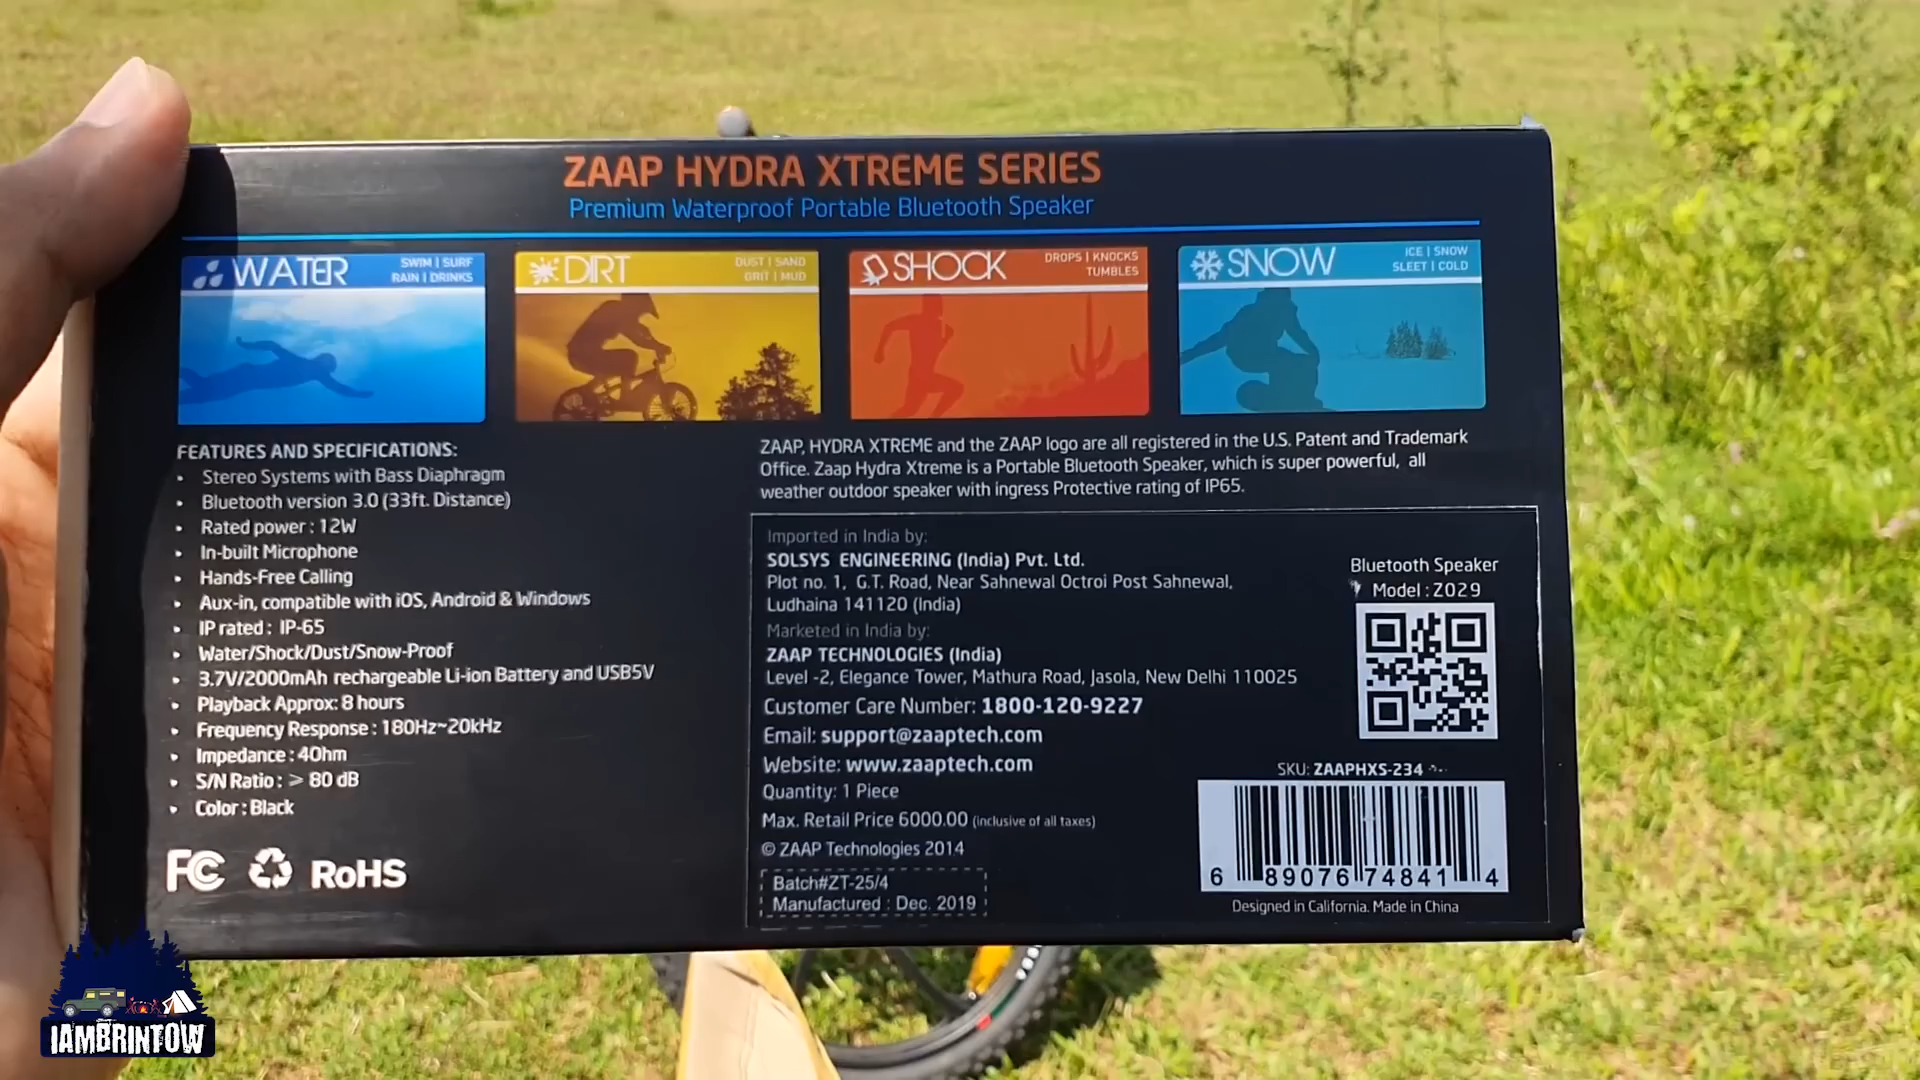 ZAAP HYDRA XTREME SERIES
Premium Waterproof Portable Bluetooth Speaker
WATER
SWIM | SURF
RAIN | DRINKS
DIRT
DUST | SAND
GRIT | MUD
SHOCK
DROPS | KNOCKS
TUMBLES
SNOW
ICE | SNOW
SLEET | COLD
FEATURES AND SPECIFICATIONS:
• Stereo Systems with Bass Diaphragm
• Bluetooth version 3.0 (33ft. Distance)
• Rated power : 12W
• In-built Microphone
• Hands-Free Calling
• Aux-in, compatible with iOS, Android & Windows
• IP rated : IP-65
• Water/Shock/Dust/Snow-Proof
• 3.7V/2000mAh rechargeable Li-ion Battery and USB5V
• Playback Approx: 8 hours
• Frequency Response : 180Hz~20kHz
• Impedance : 4Ohm
• S/N Ratio : > 80 dB
• Color : Black
FC RoHS
ZAAP, HYDRA XTREME and the ZAAP logo are all registered in the U.S. Patent and Trademark
Office. Zaap Hydra Xtreme is a Portable Bluetooth Speaker, which is super powerful, all
weather outdoor speaker with ingress Protective rating of IP65.
Imported in India by:
SOLSYS ENGINEERING (India) Pvt. Ltd.
Plot no. 1, G.T. Road, Near Sahnewal Octroi Post Sahnewal,
Ludhaina 141120 (India)
Marketed in India by:
ZAAP TECHNOLOGIES (India)
Level -2, Elegance Tower, Mathura Road, Jasola, New Delhi 110025
Customer Care Number: 1800-120-9227
Email: support@zaaptech.com
Website: www.zaaptech.com
Quantity: 1 Piece
Max. Retail Price 6000.00 (inclusive of all taxes)
© ZAAP Technologies 2014
Batch#ZT-25/4
Manufactured : Dec. 2019
Bluetooth Speaker
Model : Z029
SKU: ZAAPHXS-234
6 89076 74841 4
Designed in California. Made in China
IAMBRINTOW